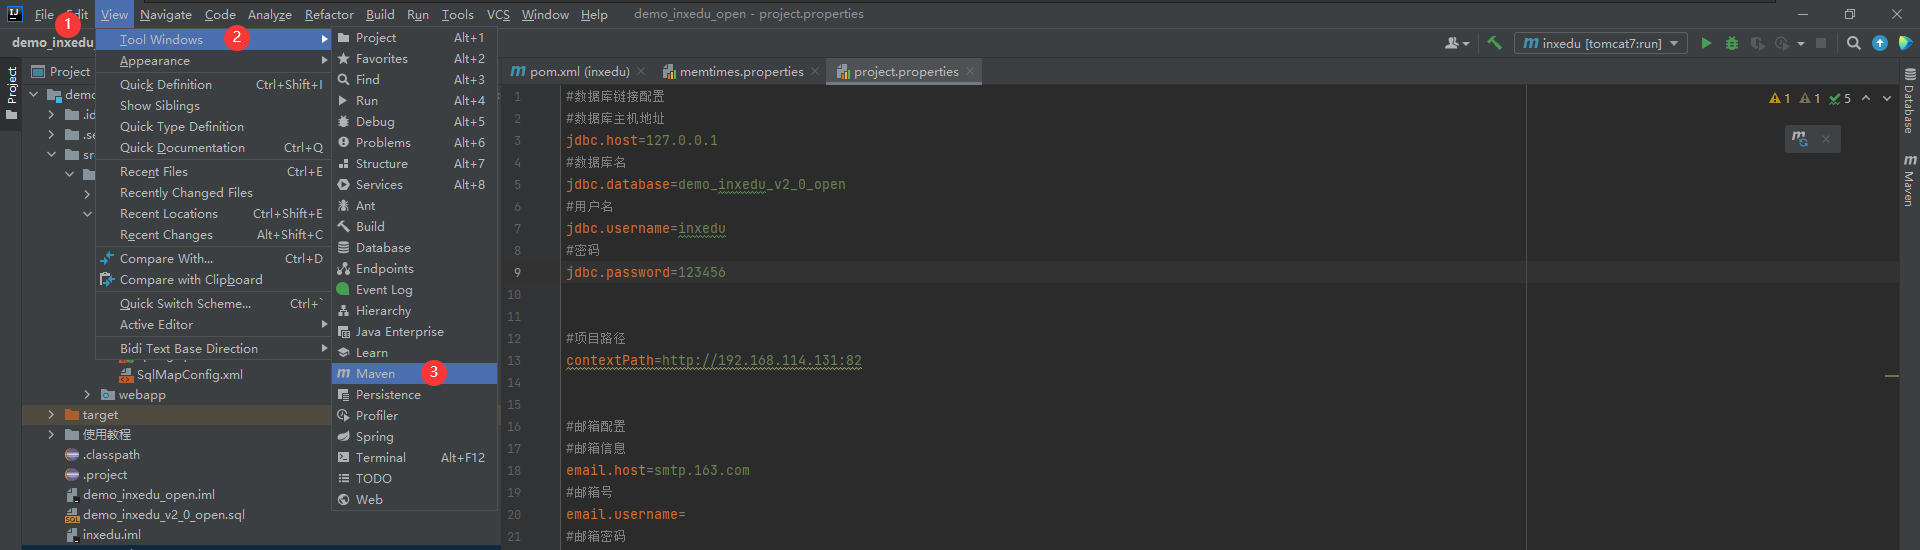 File Edit View Navigate Code Analyze Refactor Build Run Tools VCS Window Help demo_inxedu_open - project.properties
1
demo_inxedu
inxedu [tomcat7:run]
Project
Project
demo
.id
.se
sr
SqlMapConfig.xml
webapp
target
使用教程
.classpath
.project
demo_inxedu_open.iml
demo_inxedu_v2_0_open.sql
inxedu.iml
Tool Windows 2
Appearance
Quick Definition Ctrl+Shift+I
Show Siblings
Quick Type Definition
Quick Documentation Ctrl+Q
Recent Files Ctrl+E
Recently Changed Files
Recent Locations Ctrl+Shift+E
Recent Changes Alt+Shift+C
Compare With... Ctrl+D
Compare with Clipboard
Quick Switch Scheme... Ctrl+`
Active Editor
Bidi Text Base Direction
Project Alt+1
Favorites Alt+2
Find Alt+3
Run Alt+4
Debug Alt+5
Problems Alt+6
Structure Alt+7
Services Alt+8
Ant
Build
Database
Endpoints
Event Log
Hierarchy
Java Enterprise
Learn
Maven 3
Persistence
Profiler
Spring
Terminal Alt+F12
TODO
Web
pom.xml (inxedu) memtimes.properties project.properties
1 #数据库链接配置
2 #数据库主机地址
3 jdbc.host=127.0.0.1
4 #数据库名
5 jdbc.database=demo_inxedu_v2_0_open
6 #用户名
7 jdbc.username=inxedu
8 #密码
9 jdbc.password=123456
10
11
12 #项目路径
13 contextPath=http://192.168.114.131:82
14
15
16 #邮箱配置
17 #邮箱信息
18 email.host=smtp.163.com
19 #邮箱号
20 email.username=
21 #邮箱密码
1 1 5
Database
Maven